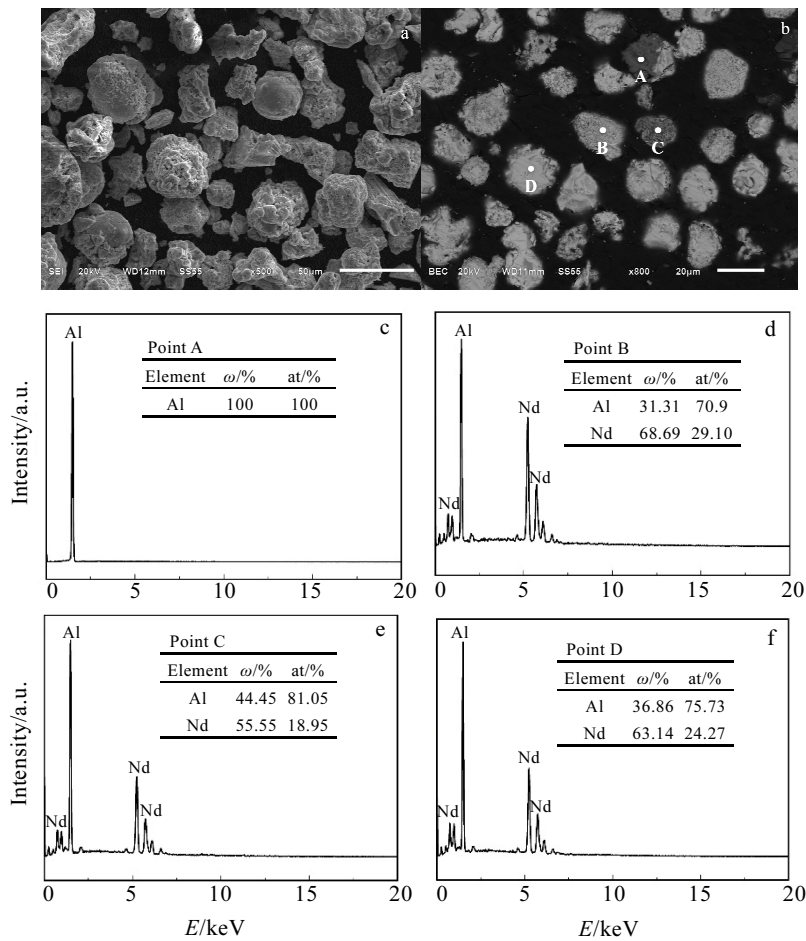 a
SEI 20kV WD12mm SS55 x500 50μm
b
A
B
C
D
BEC 20kV WD11mm SS55 x800 20μm
c
Al
Point A
Element ω/% at/%
Al 100 100
Intensity/a.u.
0 5 10 15 20
d
Al
Nd
Nd
Nd
Point B
Element ω/% at/%
Al 31.31 70.9
Nd 68.69 29.10
0 5 10 15 20
e
Al
Nd
Nd
Nd
Point C
Element ω/% at/%
Al 44.45 81.05
Nd 55.55 18.95
Intensity/a.u.
0 5 10 15 20
E/keV
f
Al
Nd
Nd
Nd
Point D
Element ω/% at/%
Al 36.86 75.73
Nd 63.14 24.27
0 5 10 15 20
E/keV